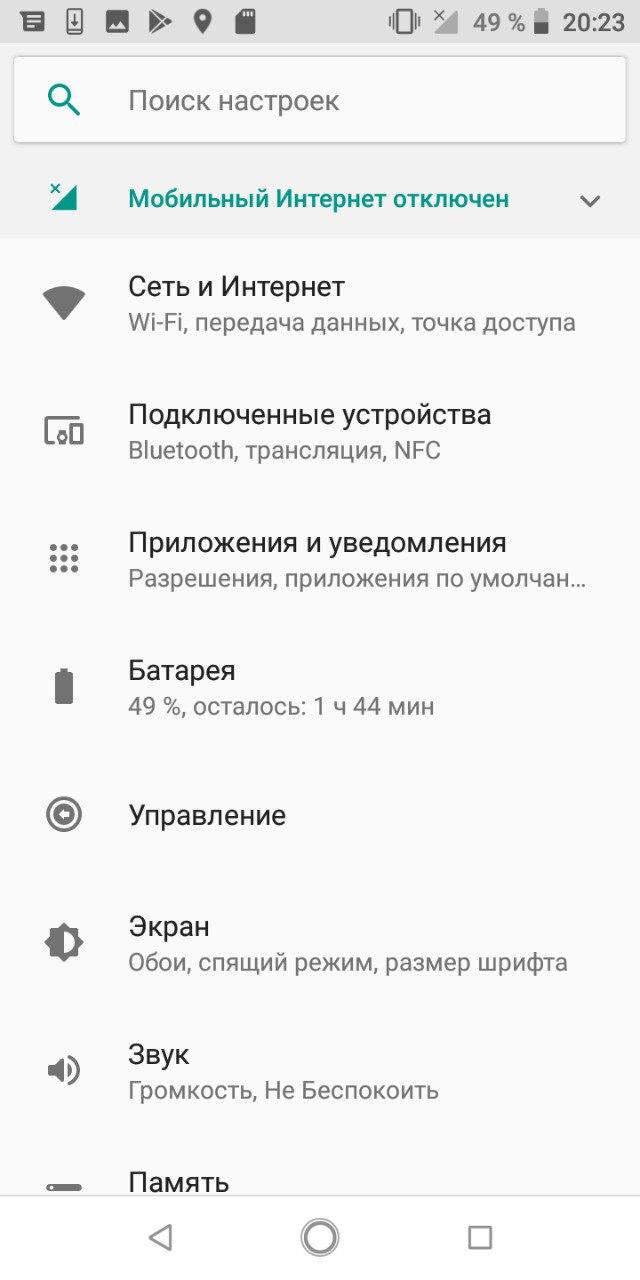 49 % 20:23
Поиск настроек
Мобильный Интернет отключен
Сеть и Интернет
Wi-Fi, передача данных, точка доступа
Подключенные устройства
Bluetooth, трансляция, NFC
Приложения и уведомления
Разрешения, приложения по умолчан...
Батарея
49 %, осталось: 1 ч 44 мин
Управление
Экран
Обои, спящий режим, размер шрифта
Звук
Громкость, Не Беспокоить
Память